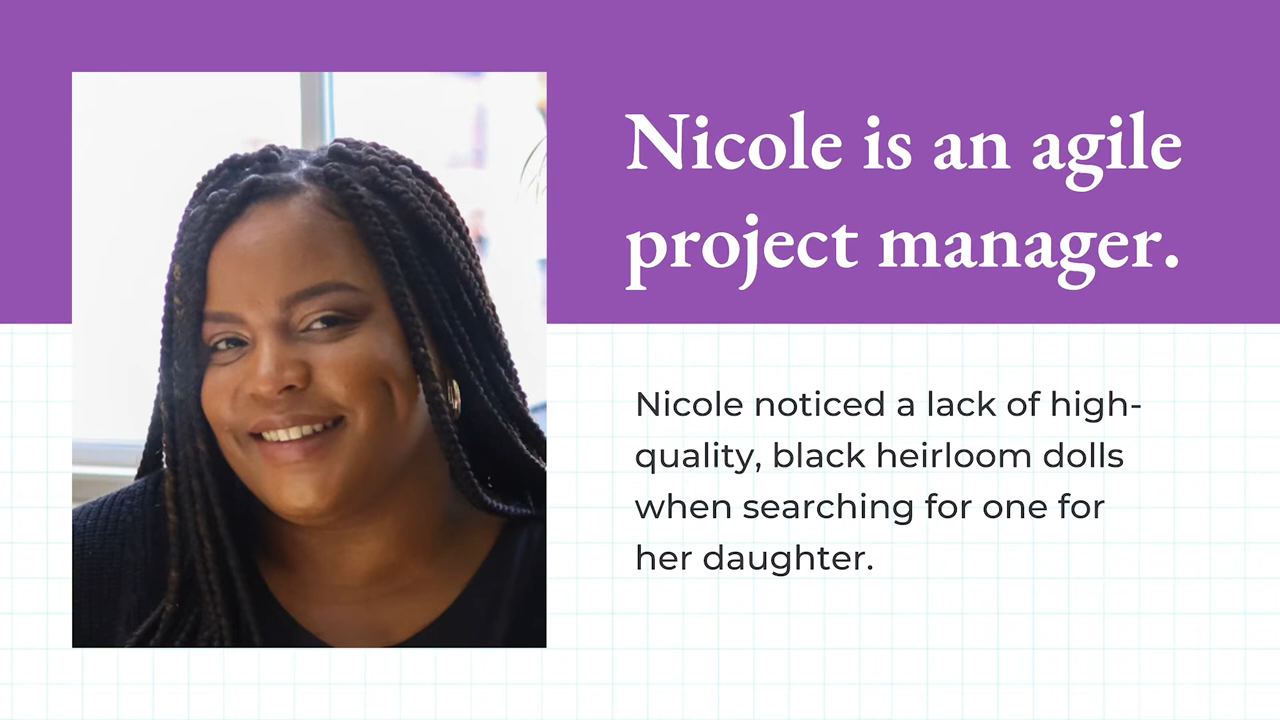 Nicole is an agile
project manager.
Nicole noticed a lack of high-
quality, black heirloom dolls
when searching for one for
her daughter.